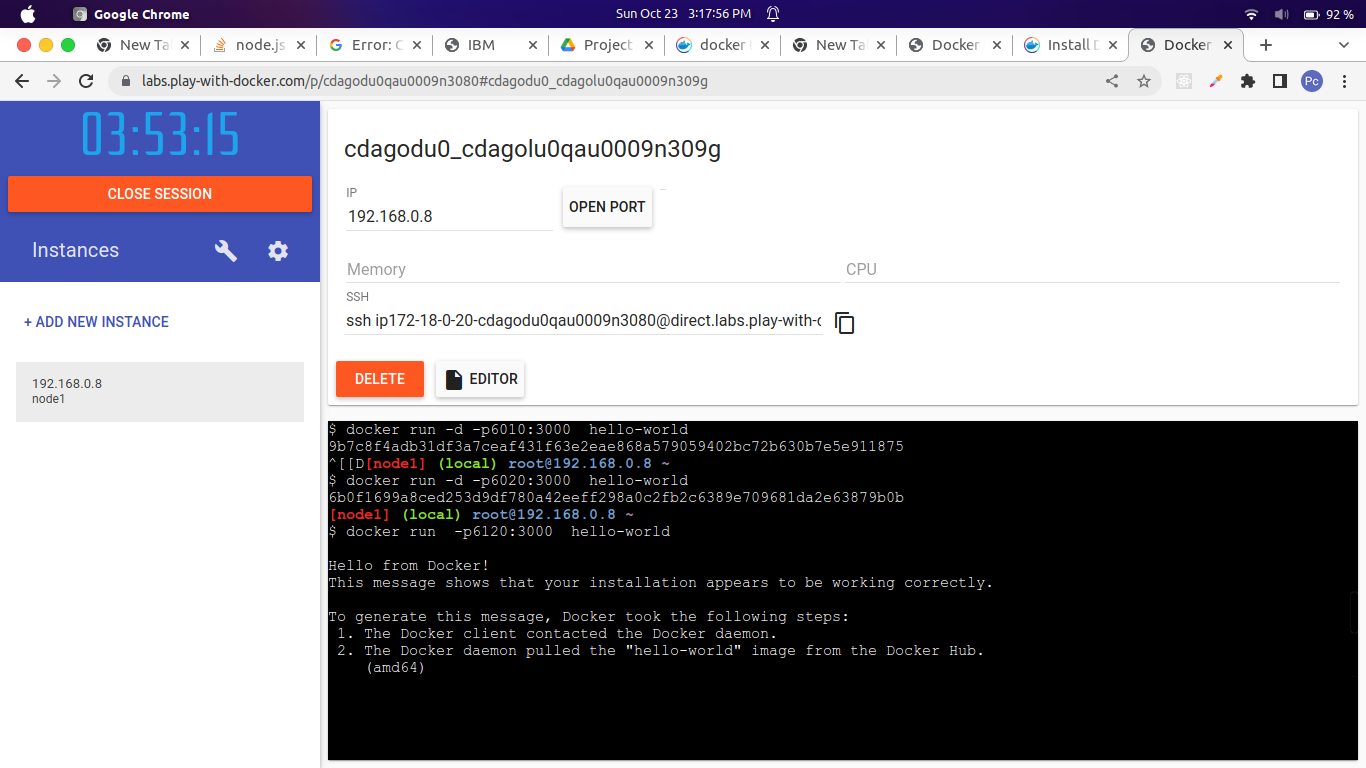 Google Chrome
Sun Oct 23 3:17:56 PM
92 %
New Ta
node.js
Error: C
IBM
Project
docker
New Ta
Docker
Install D
Docker
labs.play-with-docker.com/p/cdagodu0qau0009n3080#cdagodu0_cdagolu0qau0009n309g
Pc
03:53:15
CLOSE SESSION
Instances
+ ADD NEW INSTANCE
192.168.0.8
node1
cdagodu0_cdagolu0qau0009n309g
IP
192.168.0.8
OPEN PORT
Memory
CPU
SSH
ssh ip172-18-0-20-cdagodu0qau0009n3080@direct.labs.play-with-d
DELETE
EDITOR
$ docker run -d -p6010:3000  hello-world
9b7c8f4adb31df3a7ceaf431f63e2eae868a579059402bc72b630b7e5e911875
^[[D[node1] (local) root@192.168.0.8 ~
$ docker run -d -p6020:3000  hello-world
6b0f1699a8ced253d9df780a42eeff298a0c2fb2c6389e709681da2e63879b0b
[node1] (local) root@192.168.0.8 ~
$ docker run  -p6120:3000  hello-world
Hello from Docker!
This message shows that your installation appears to be working correctly.
To generate this message, Docker took the following steps:
1. The Docker client contacted the Docker daemon.
2. The Docker daemon pulled the "hello-world" image from the Docker Hub.
(amd64)